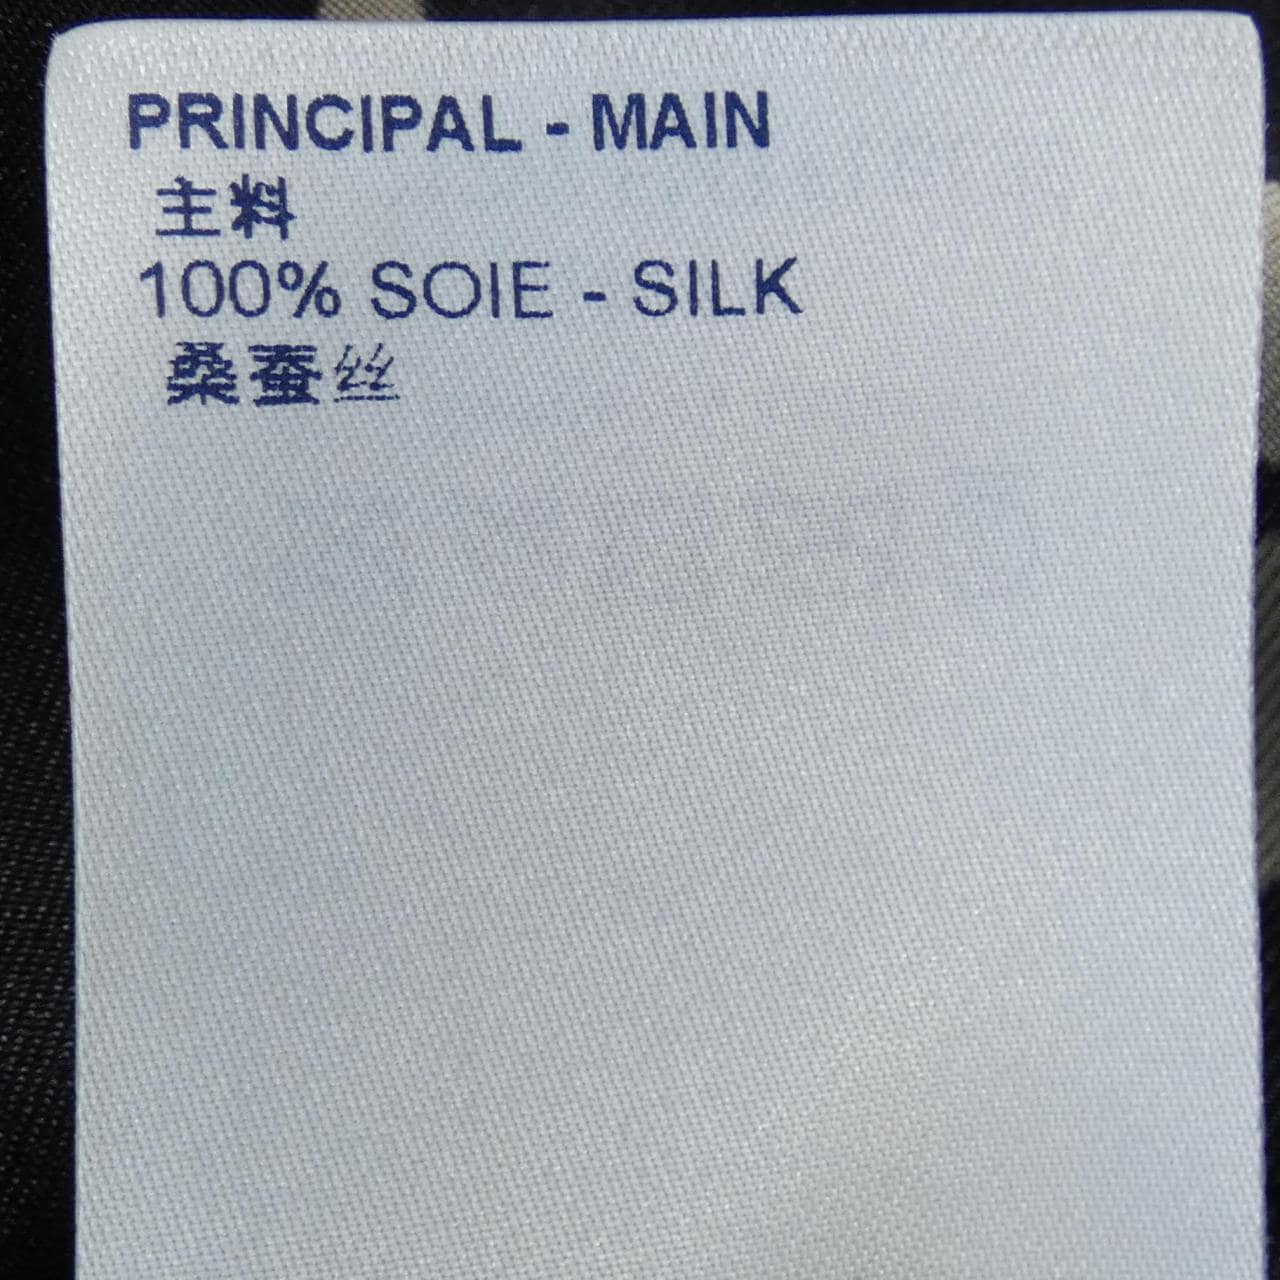 PRINCIPAL - MAIN
主料
100% SOIE - SILK
桑蚕丝